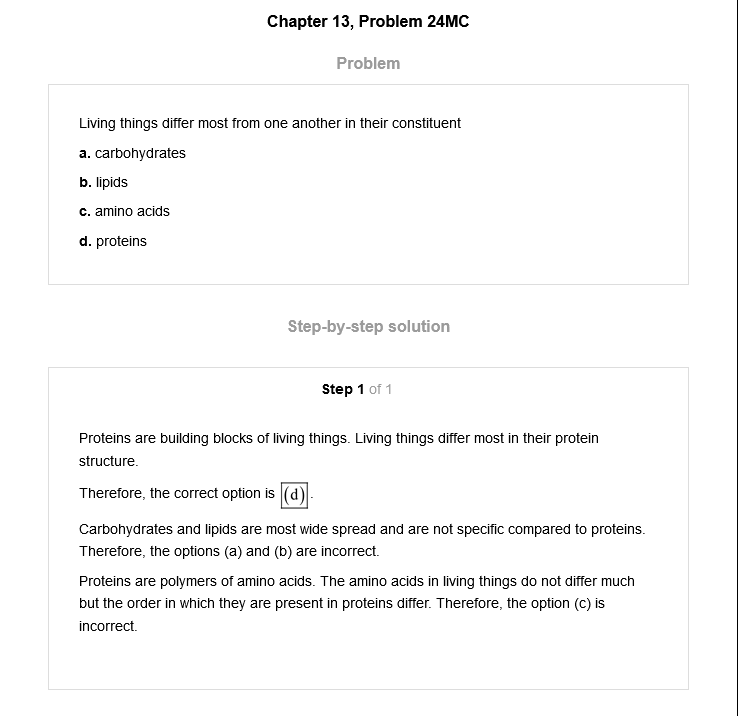 Chapter 13, Problem 24MC
Problem
Living things differ most from one another in their constituent
a. carbohydrates
b. lipids
c. amino acids
d. proteins
Step-by-step solution
Step 1 of 1
Proteins are building blocks of living things. Living things differ most in their protein
structure.
Therefore, the correct option is (d).
Carbohydrates and lipids are most wide spread and are not specific compared to proteins.
Therefore, the options (a) and (b) are incorrect.
Proteins are polymers of amino acids. The amino acids in living things do not differ much
but the order in which they are present in proteins differ. Therefore, the option (c) is
incorrect.